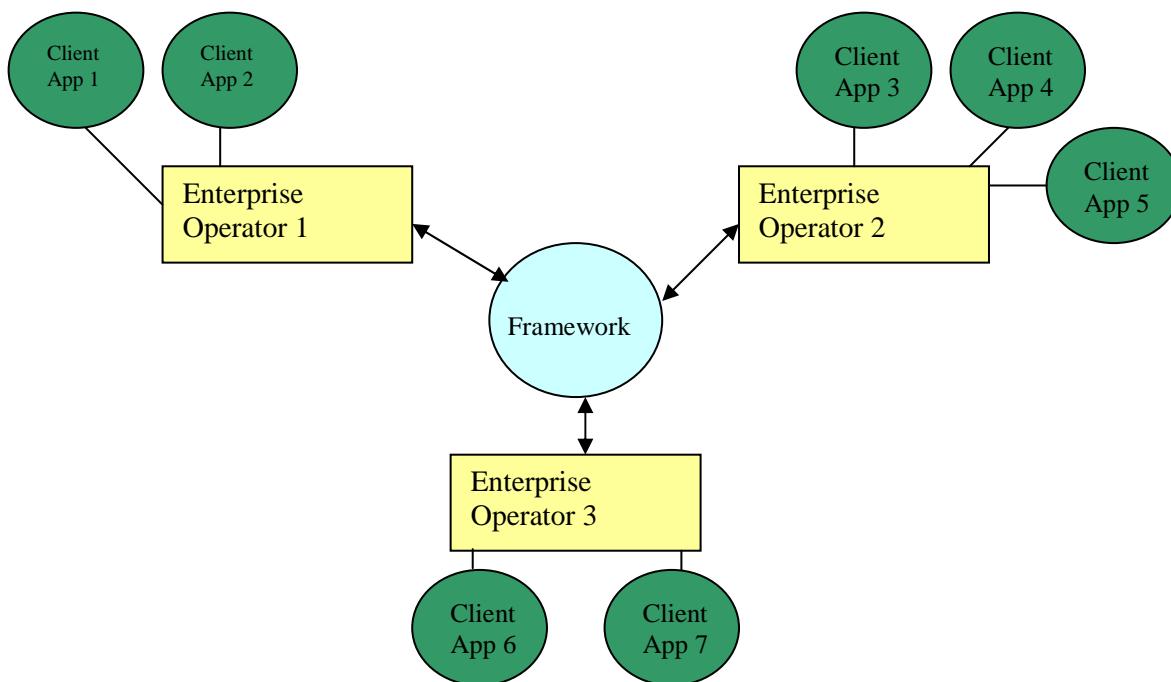 Client
App 1
Client
App 2
Client
App 3
Client
App 4
Client
App 5
Enterprise
Operator 1
Enterprise
Operator 2
Framework
Enterprise
Operator 3
Client
App 6
Client
App 7